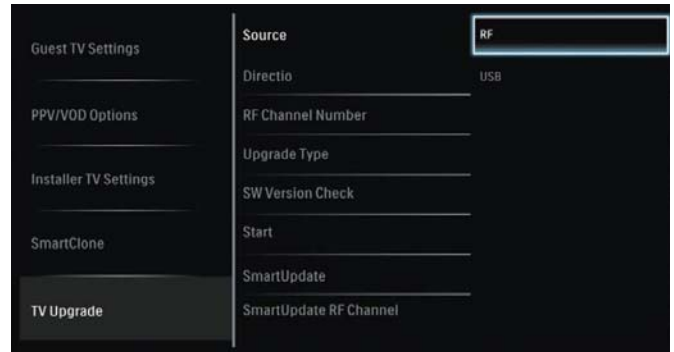 Guest TV Settings
PPV/VOD Options
Installer TV Settings
SmartClone
TV Upgrade
Source
Directio
RF Channel Number
Upgrade Type
SW Version Check
Start
SmartUpdate
SmartUpdate RF Channel
RF
USB